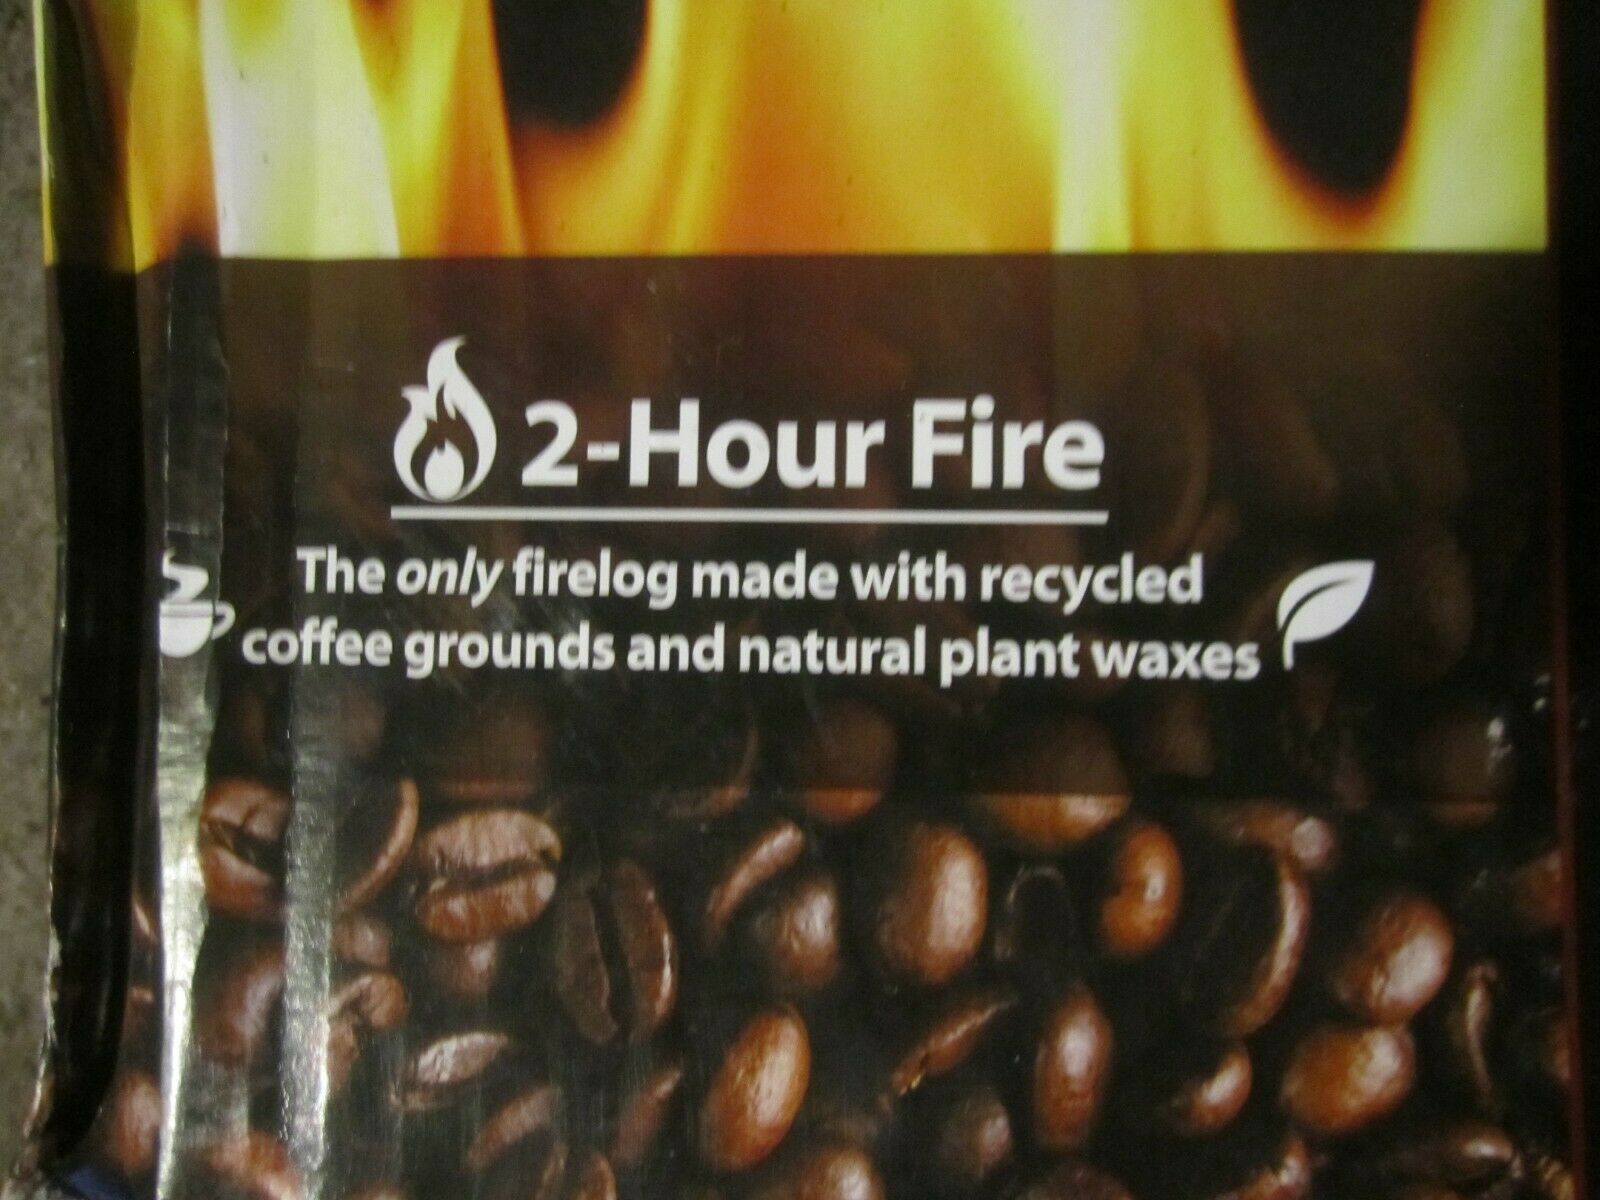 2-Hour Fire
The only firelog made with recycled
coffee grounds and natural plant waxes